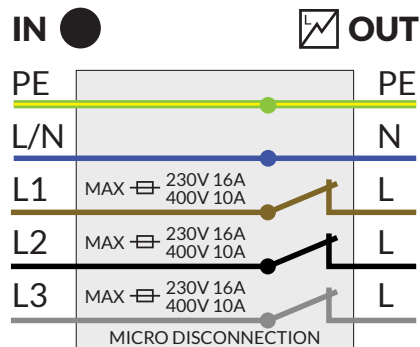 IN OUT
PE PE
L/N N
L1 MAX 230V 16A 400V 10A L
L2 MAX 230V 16A 400V 10A L
L3 MAX 230V 16A 400V 10A L
MICRO DISCONNECTION